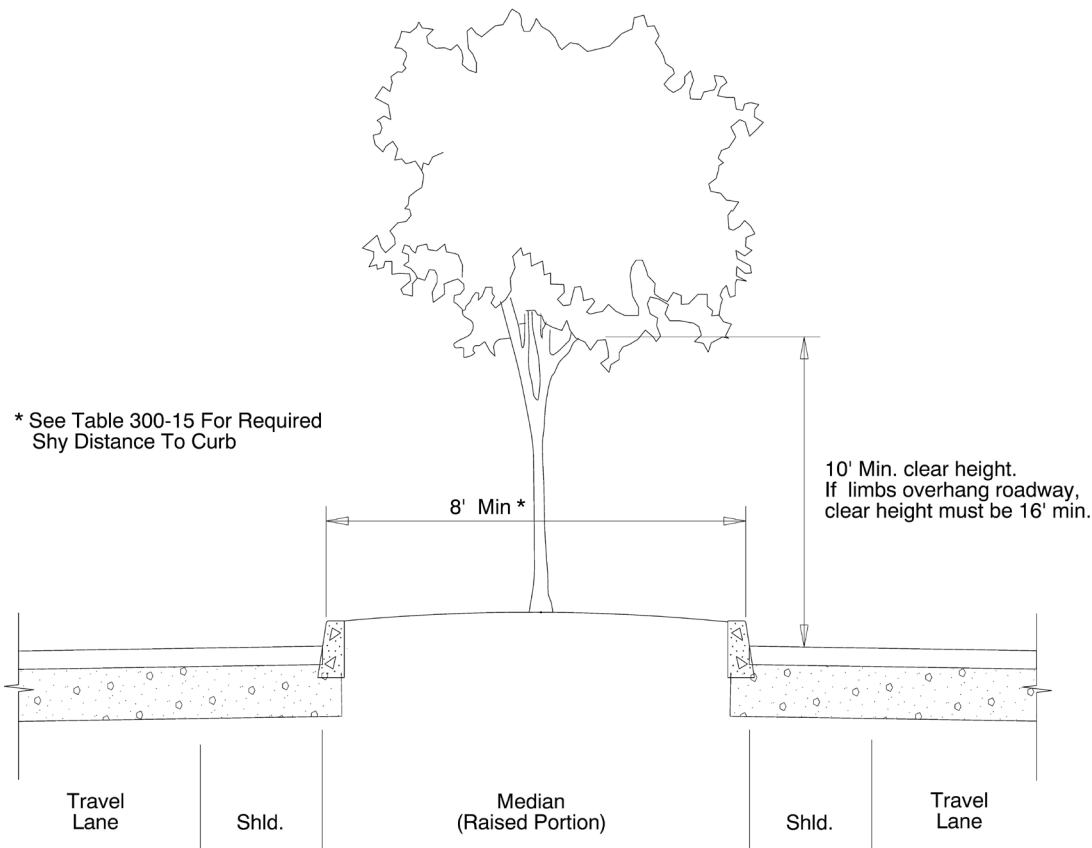 * See Table 300-15 For Required
Shy Distance To Curb
8' Min *
10' Min. clear height.
If limbs overhang roadway,
clear height must be 16' min.
Travel
Lane
Shld.
Median
(Raised Portion)
Shld.
Travel
Lane